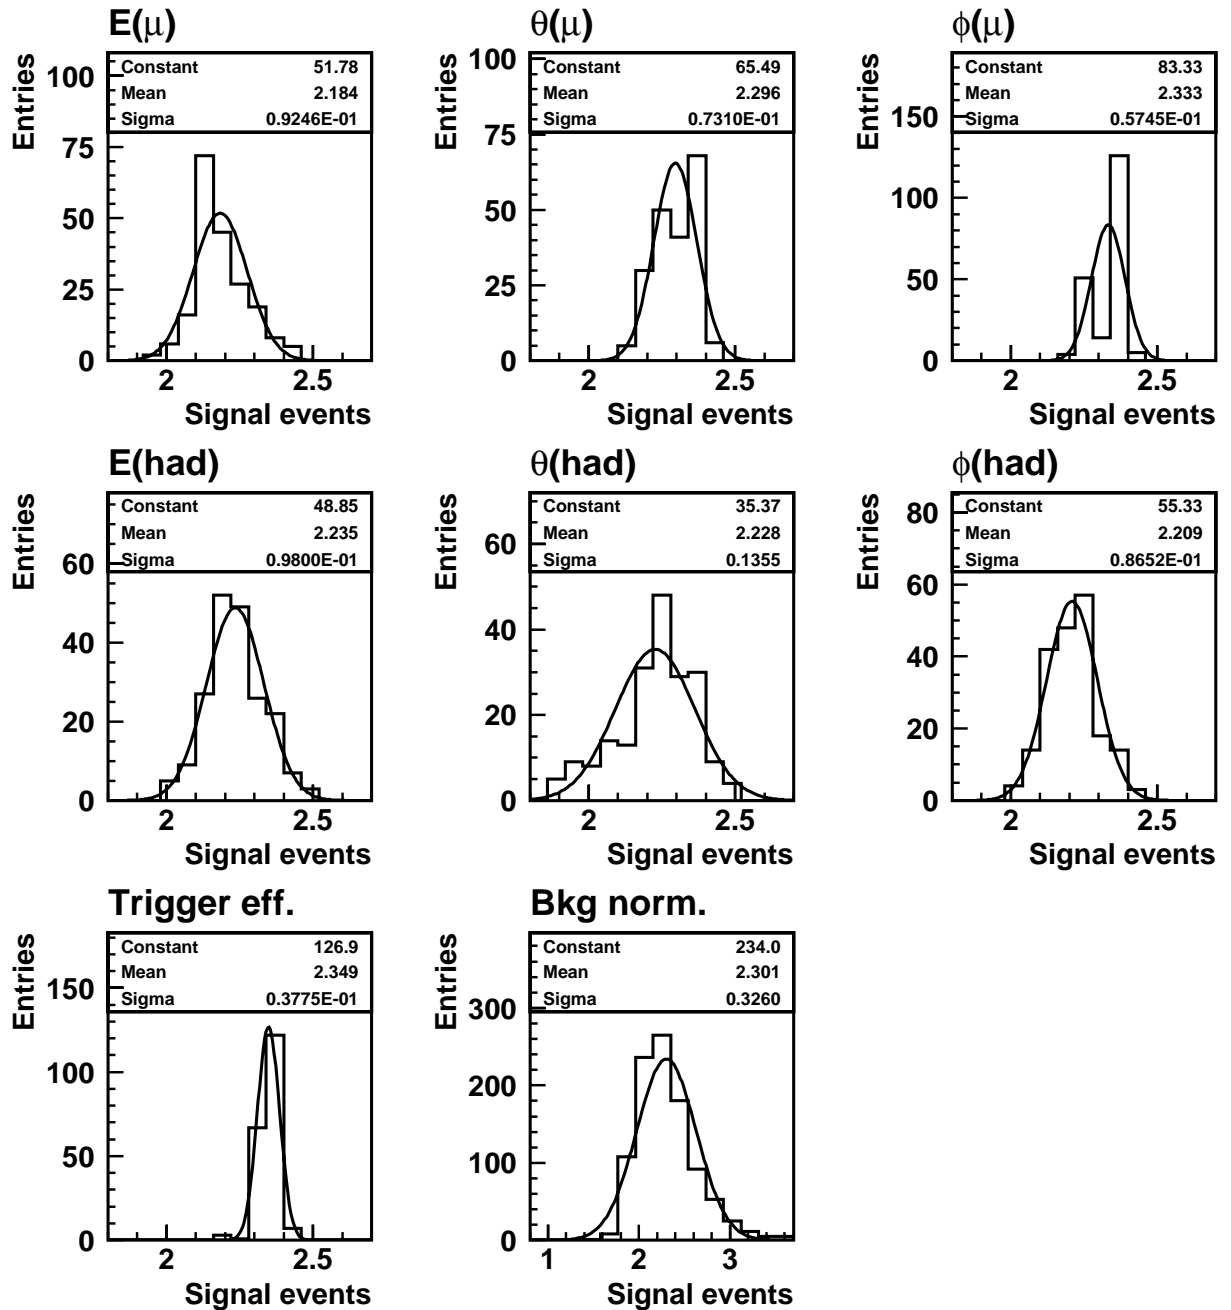 E(μ)
Constant 51.78
Mean 2.184
Sigma 0.9246E-01
Entries
100
75
50
25
0
2 2.5
Signal events
θ(μ)
Constant 65.49
Mean 2.296
Sigma 0.7310E-01
Entries
100
75
50
25
0
2 2.5
Signal events
ϕ(μ)
Constant 83.33
Mean 2.333
Sigma 0.5745E-01
Entries
150
100
50
0
2 2.5
Signal events
E(had)
Constant 48.85
Mean 2.235
Sigma 0.9800E-01
Entries
60
40
20
0
2 2.5
Signal events
θ(had)
Constant 35.37
Mean 2.228
Sigma 0.1355
Entries
60
40
20
0
2 2.5
Signal events
ϕ(had)
Constant 55.33
Mean 2.209
Sigma 0.8652E-01
Entries
80
60
40
20
0
2 2.5
Signal events
Trigger eff.
Constant 126.9
Mean 2.349
Sigma 0.3775E-01
Entries
150
100
50
0
2 2.5
Signal events
Bkg norm.
Constant 234.0
Mean 2.301
Sigma 0.3260
Entries
300
200
100
0
1 2 3
Signal events